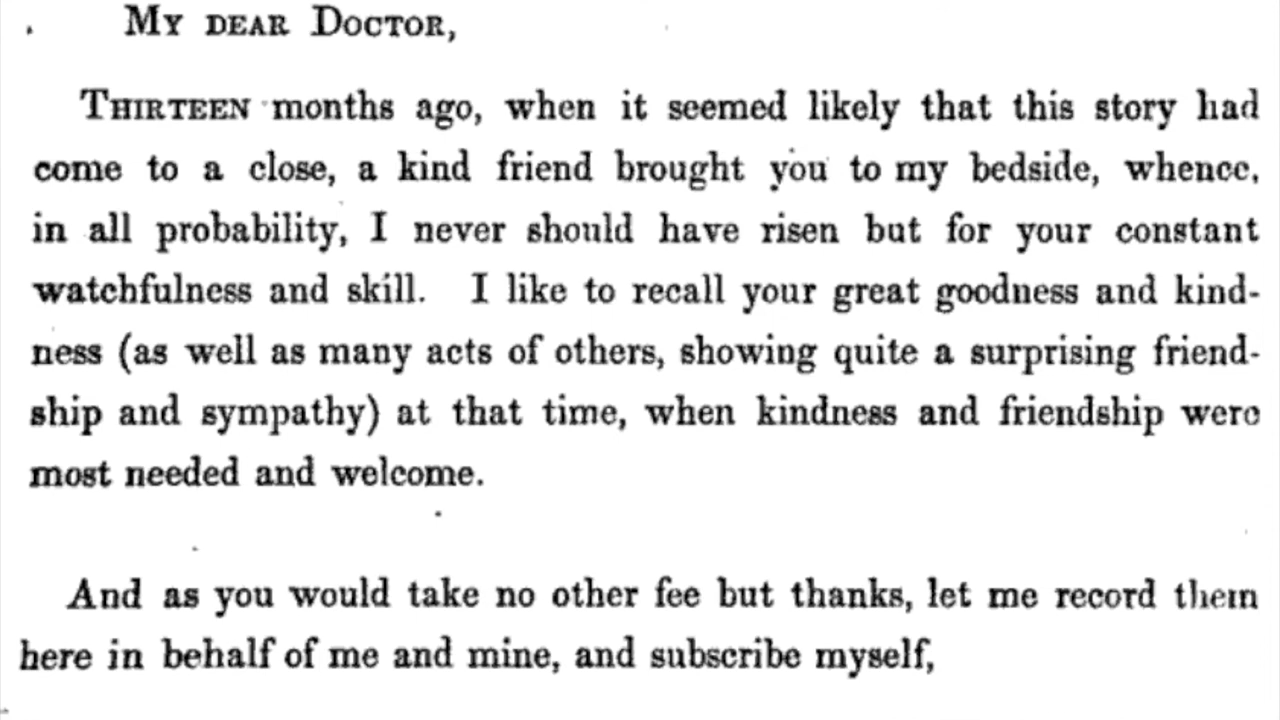 My dear Doctor,
Thirteen months ago, when it seemed likely that this story had
come to a close, a kind friend brought you to my bedside, whence,
in all probability, I never should have risen but for your constant
watchfulness and skill. I like to recall your great goodness and kind-
ness (as well as many acts of others, showing quite a surprising friend-
ship and sympathy) at that time, when kindness and friendship were
most needed and welcome.
And as you would take no other fee but thanks, let me record them
here in behalf of me and mine, and subscribe myself,